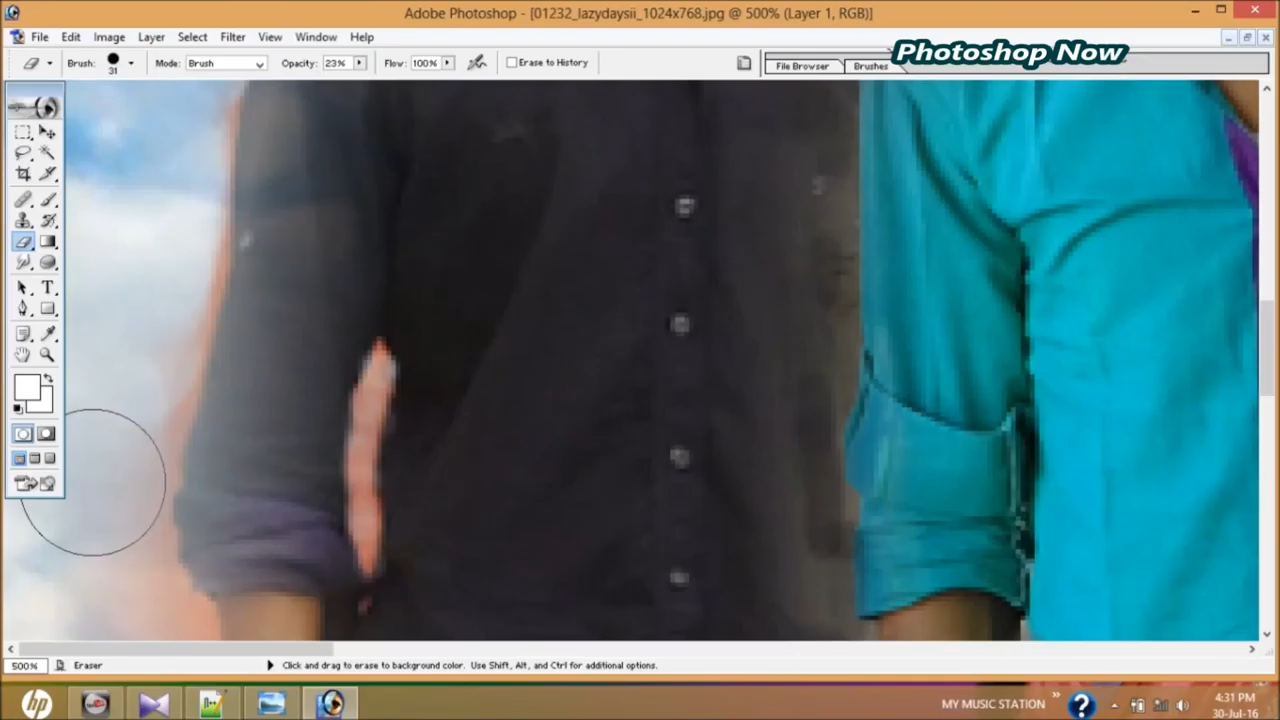 Adobe Photoshop - [01232_lazydaysii_1024x768.jpg @ 500% (Layer 1, RGB)]
File Edit Image Layer Select Filter View Window Help
Photoshop Now
Brush: 31 Mode: Brush Opacity: 23% Flow: 100% Erase to History File Browser Brushes
500% Eraser Click and drag to erase to background color. Use Shift, Alt, and Ctrl for additional options.
hp MY MUSIC STATION 4:31 PM
30-Jul-16